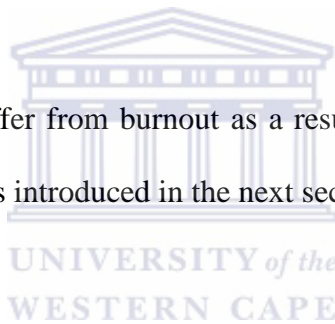 ffer from burnout as a resu
s introduced in the next sec
UNIVERSITY of the
WESTERN CAPE